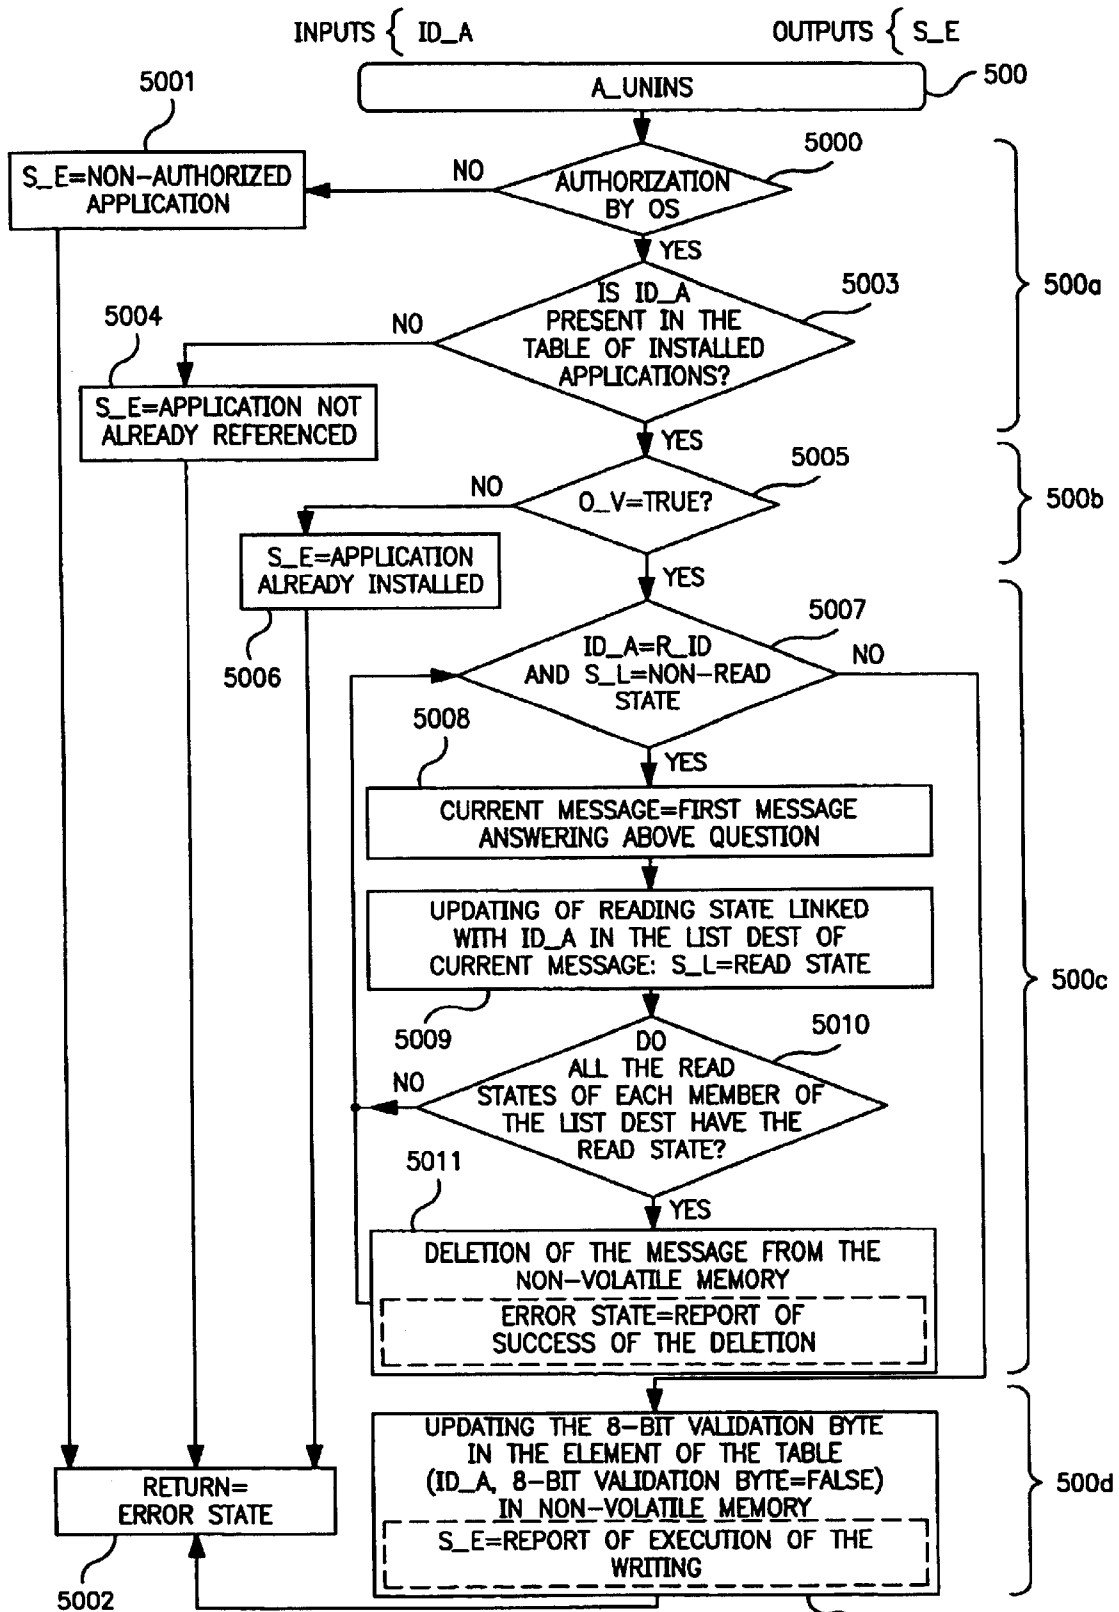 INPUTS { ID_A
OUTPUTS { S_E
A_UNINS
500
5001
S_E=NON-AUTHORIZED
APPLICATION
NO
5000
AUTHORIZATION
BY OS
YES
500a
5003
IS ID_A
PRESENT IN THE
TABLE OF INSTALLED
APPLICATIONS?
NO
5004
S_E=APPLICATION NOT
ALREADY REFERENCED
YES
5005
O_V=TRUE?
NO
500b
S_E=APPLICATION
ALREADY INSTALLED
5006
YES
5007
ID_A=R_ID
AND S_L=NON-READ
STATE
NO
5008
YES
CURRENT MESSAGE=FIRST MESSAGE
ANSWERING ABOVE QUESTION
UPDATING OF READING STATE LINKED
WITH ID_A IN THE LIST DEST OF
CURRENT MESSAGE: S_L=READ STATE
500c
5009
5010
DO
ALL THE READ
STATES OF EACH MEMBER OF
THE LIST DEST HAVE THE
READ STATE?
NO
5011
YES
DELETION OF THE MESSAGE FROM THE
NON-VOLATILE MEMORY
ERROR STATE=REPORT OF
SUCCESS OF THE DELETION
UPDATING THE 8-BIT VALIDATION BYTE
IN THE ELEMENT OF THE TABLE
(ID_A, 8-BIT VALIDATION BYTE=FALSE)
IN NON-VOLATILE MEMORY
S_E=REPORT OF EXECUTION OF THE
WRITING
500d
RETURN=
ERROR STATE
5002